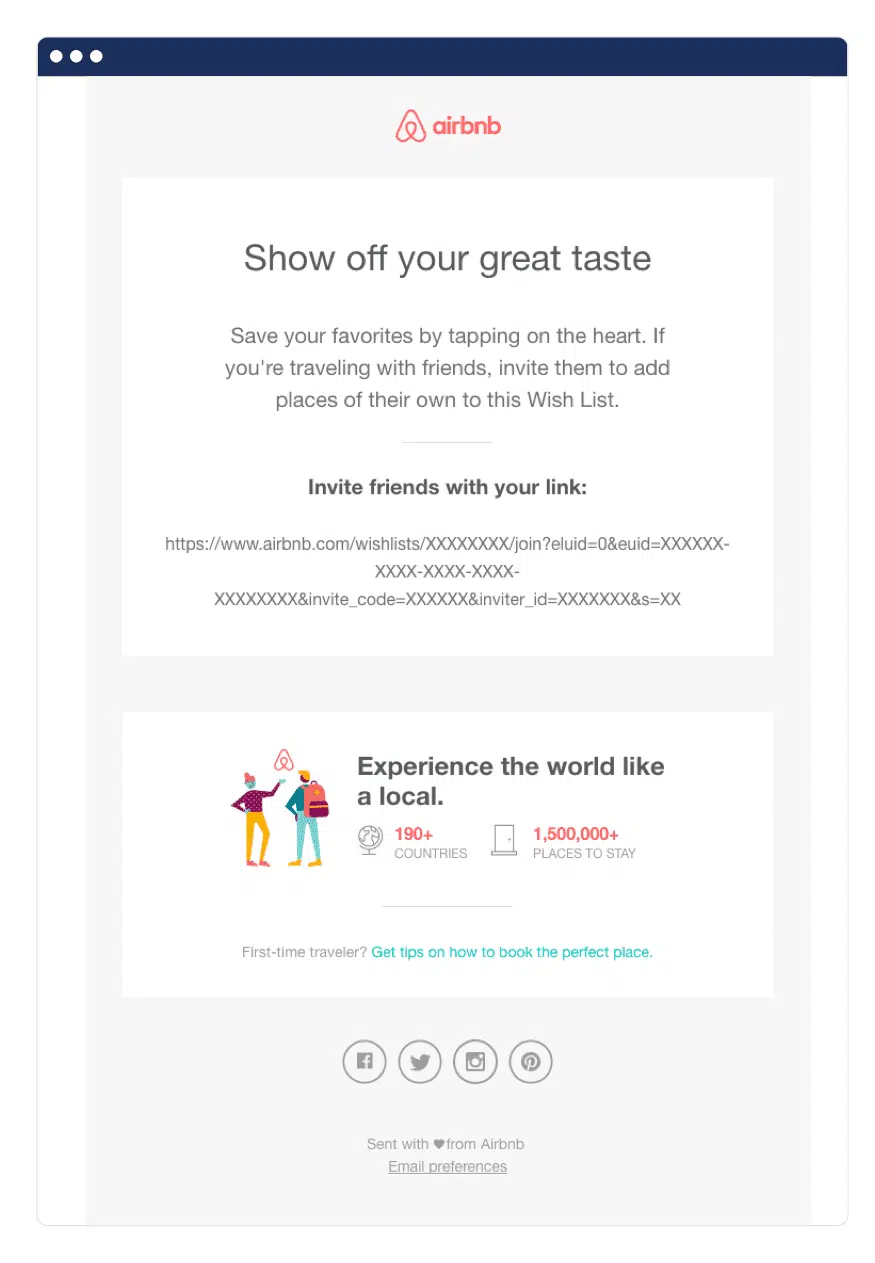 airbnb
Show off your great taste
Save your favorites by tapping on the heart. If
you're traveling with friends, invite them to add
places of their own to this Wish List.
Invite friends with your link:
https://www.airbnb.com/wishlists/XXXXXXXX/join?eluid=0&euid=XXXXXX-
XXXX-XXXX-XXXX-
XXXXXXXX&invite_code=XXXXXX&inviter_id=XXXXXXX&s=XX
Experience the world like
a local.
190+
COUNTRIES
1,500,000+
PLACES TO STAY
First-time traveler? Get tips on how to book the perfect place.
Sent with ♥from Airbnb
Email preferences